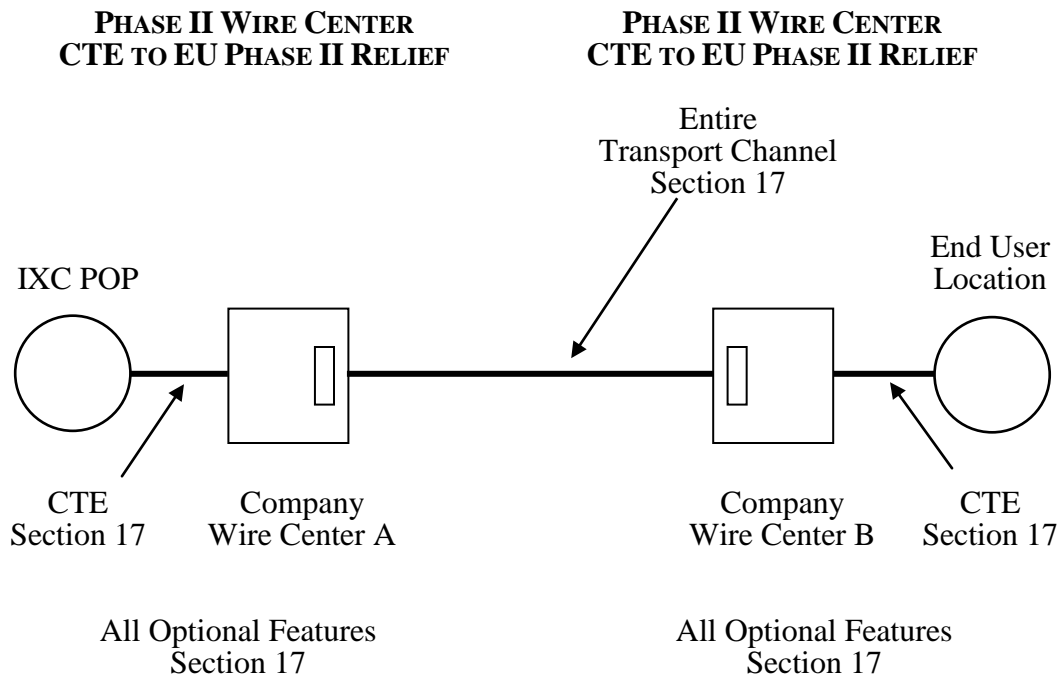 PHASE II WIRE CENTER
CTE TO EU PHASE II RELIEF
PHASE II WIRE CENTER
CTE TO EU PHASE II RELIEF
Entire
Transport Channel
Section 17
IXC POP
End User
Location
CTE
Section 17
Company
Wire Center A
Company
Wire Center B
CTE
Section 17
All Optional Features
Section 17
All Optional Features
Section 17